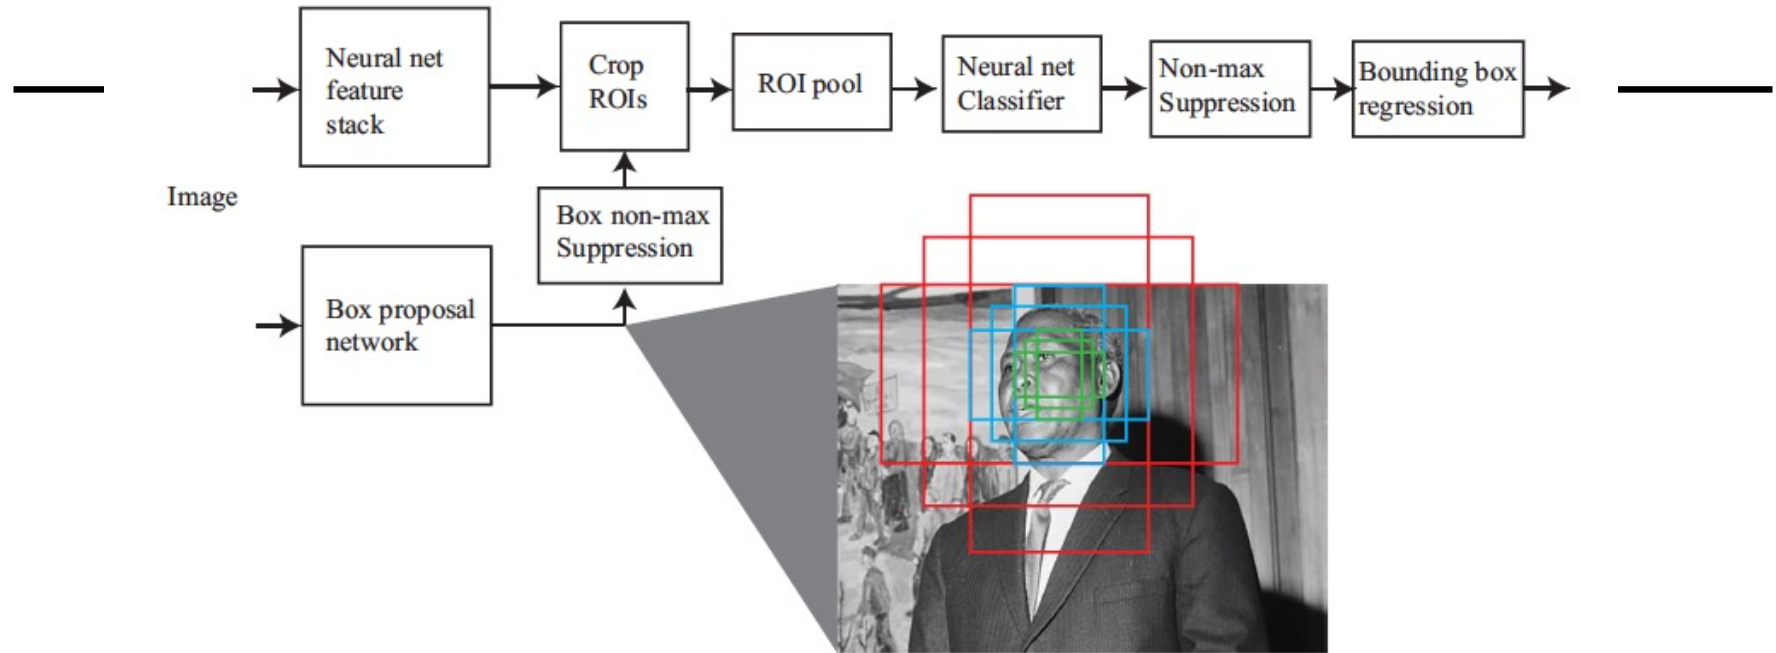 Neural net
feature
stack
Crop
ROIs
ROI pool
Neural net
Classifier
Non-max
Suppression
Bounding box
regression
Image
Box non-max
Suppression
Box proposal
network